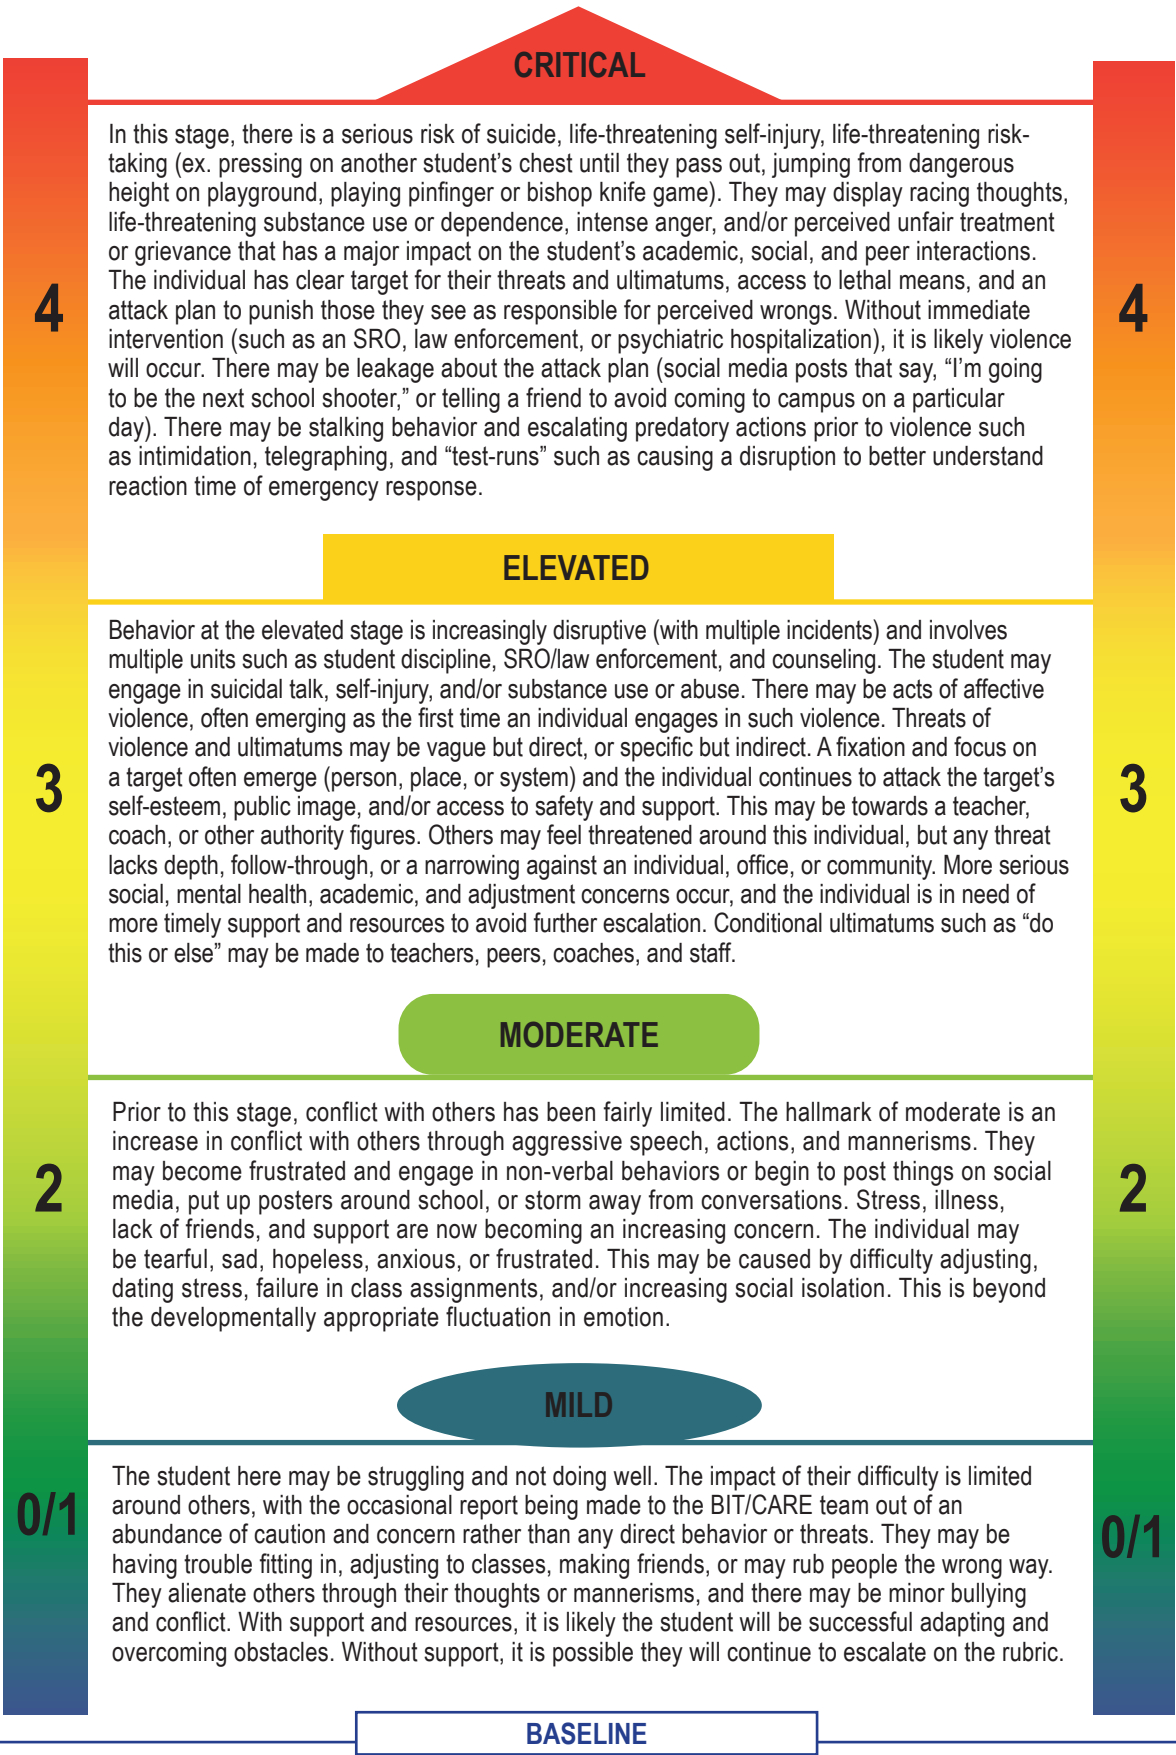 CRITICAL
In this stage, there is a serious risk of suicide, life-threatening self-injury, life-threatening risk-
taking (ex. pressing on another student’s chest until they pass out, jumping from dangerous
height on playground, playing pinfinger or bishop knife game). They may display racing thoughts,
life-threatening substance use or dependence, intense anger, and/or perceived unfair treatment
or grievance that has a major impact on the student’s academic, social, and peer interactions.
The individual has clear target for their threats and ultimatums, access to lethal means, and an
attack plan to punish those they see as responsible for perceived wrongs. Without immediate
intervention (such as an SRO, law enforcement, or psychiatric hospitalization), it is likely violence
will occur. There may be leakage about the attack plan (social media posts that say, “I’m going
to be the next school shooter,” or telling a friend to avoid coming to campus on a particular
day). There may be stalking behavior and escalating predatory actions prior to violence such
as intimidation, telegraphing, and “test-runs” such as causing a disruption to better understand
reaction time of emergency response.
4
4
ELEVATED
Behavior at the elevated stage is increasingly disruptive (with multiple incidents) and involves
multiple units such as student discipline, SRO/law enforcement, and counseling. The student may
engage in suicidal talk, self-injury, and/or substance use or abuse. There may be acts of affective
violence, often emerging as the first time an individual engages in such violence. Threats of
violence and ultimatums may be vague but direct, or specific but indirect. A fixation and focus on
a target often emerge (person, place, or system) and the individual continues to attack the target’s
self-esteem, public image, and/or access to safety and support. This may be towards a teacher,
coach, or other authority figures. Others may feel threatened around this individual, but any threat
lacks depth, follow-through, or a narrowing against an individual, office, or community. More serious
social, mental health, academic, and adjustment concerns occur, and the individual is in need of
more timely support and resources to avoid further escalation. Conditional ultimatums such as “do
this or else” may be made to teachers, peers, coaches, and staff.
3
3
MODERATE
Prior to this stage, conflict with others has been fairly limited. The hallmark of moderate is an
increase in conflict with others through aggressive speech, actions, and mannerisms. They
may become frustrated and engage in non-verbal behaviors or begin to post things on social
media, put up posters around school, or storm away from conversations. Stress, illness,
lack of friends, and support are now becoming an increasing concern. The individual may
be tearful, sad, hopeless, anxious, or frustrated. This may be caused by difficulty adjusting,
dating stress, failure in class assignments, and/or increasing social isolation. This is beyond
the developmentally appropriate fluctuation in emotion.
2
2
MILD
The student here may be struggling and not doing well. The impact of their difficulty is limited
around others, with the occasional report being made to the BIT/CARE team out of an
abundance of caution and concern rather than any direct behavior or threats. They may be
having trouble fitting in, adjusting to classes, making friends, or may rub people the wrong way.
They alienate others through their thoughts or mannerisms, and there may be minor bullying
and conflict. With support and resources, it is likely the student will be successful adapting and
overcoming obstacles. Without support, it is possible they will continue to escalate on the rubric.
0/1
0/1
BASELINE